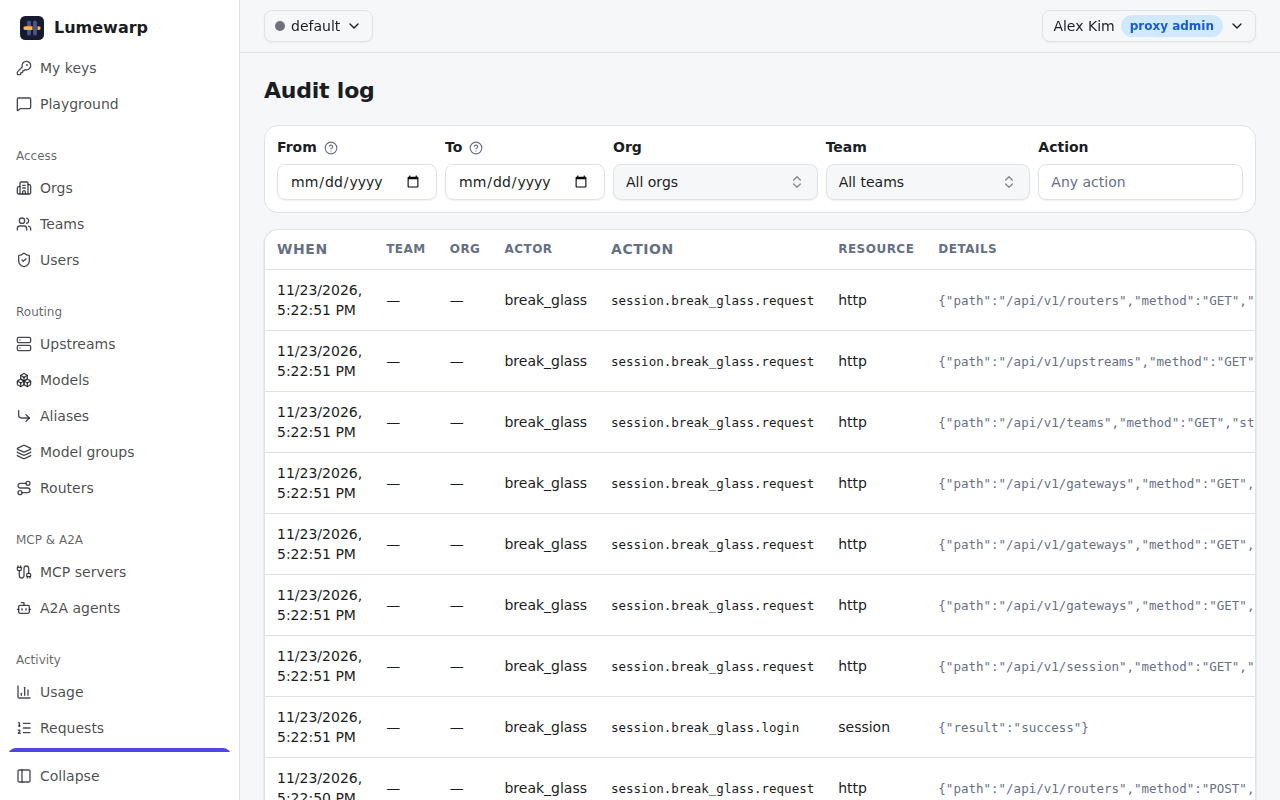 Lumewarp
default
Alex Kim proxy admin
My keys
Playground
Access
Orgs
Teams
Users
Routing
Upstreams
Models
Aliases
Model groups
Routers
MCP & A2A
MCP servers
A2A agents
Activity
Usage
Requests
Collapse
Audit log
From To Org Team Action
mm/dd/yyyy mm/dd/yyyy All orgs All teams Any action
WHEN TEAM ORG ACTOR ACTION RESOURCE DETAILS
11/23/2026, 5:22:51 PM — — break_glass session.break_glass.request http {"path":"/api/v1/routers","method":"GET","
11/23/2026, 5:22:51 PM — — break_glass session.break_glass.request http {"path":"/api/v1/upstreams","method":"GET"
11/23/2026, 5:22:51 PM — — break_glass session.break_glass.request http {"path":"/api/v1/teams","method":"GET","st
11/23/2026, 5:22:51 PM — — break_glass session.break_glass.request http {"path":"/api/v1/gateways","method":"GET",
11/23/2026, 5:22:51 PM — — break_glass session.break_glass.request http {"path":"/api/v1/gateways","method":"GET",
11/23/2026, 5:22:51 PM — — break_glass session.break_glass.request http {"path":"/api/v1/gateways","method":"GET",
11/23/2026, 5:22:51 PM — — break_glass session.break_glass.request http {"path":"/api/v1/session","method":"GET","
11/23/2026, 5:22:51 PM — — break_glass session.break_glass.login session {"result":"success"}
11/23/2026, 5:22:50 PM — — break_glass session.break_glass.request http {"path":"/api/v1/routers","method":"POST",